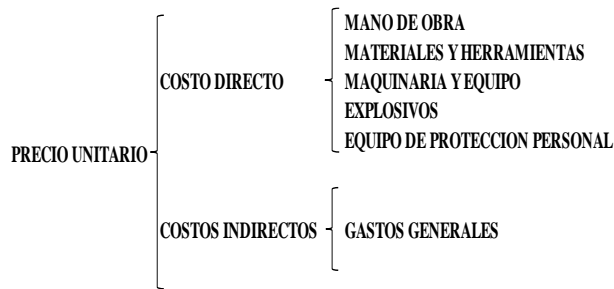 MANO DE OBRA
MATERIALES Y HERRAMIENTAS
COSTO DIRECTO
MAQUINARIA Y EQUIPO
EXPLOSIVOS
EQUIPO DE PROTECCION PERSONAL
PRECIO UNITARIO
COSTOS INDIRECTOS
GASTOS GENERALES